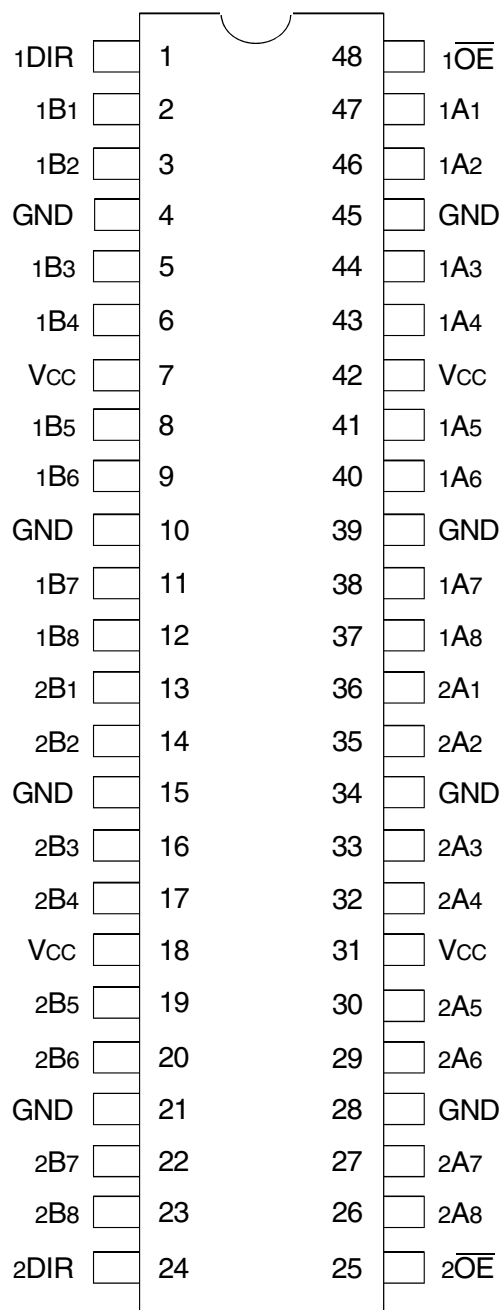 1DIR 1 48 1O̅E̅
1B1 2 47 1A1
1B2 3 46 1A2
GND 4 45 GND
1B3 5 44 1A3
1B4 6 43 1A4
VCC 7 42 VCC
1B5 8 41 1A5
1B6 9 40 1A6
GND 10 39 GND
1B7 11 38 1A7
1B8 12 37 1A8
2B1 13 36 2A1
2B2 14 35 2A2
GND 15 34 GND
2B3 16 33 2A3
2B4 17 32 2A4
VCC 18 31 VCC
2B5 19 30 2A5
2B6 20 29 2A6
GND 21 28 GND
2B7 22 27 2A7
2B8 23 26 2A8
2DIR 24 25 2O̅E̅